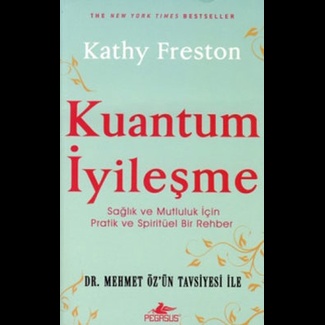 THE NEW YORK TIMES BESTSELLER
Kathy Freston
Kuantum
İyileşme
Sağlık ve Mutluluk İçin
Pratik ve Spiritüel Bir Rehber
DR. MEHMET ÖZ'ÜN TAVSİYESİ İLE
PEGASUS